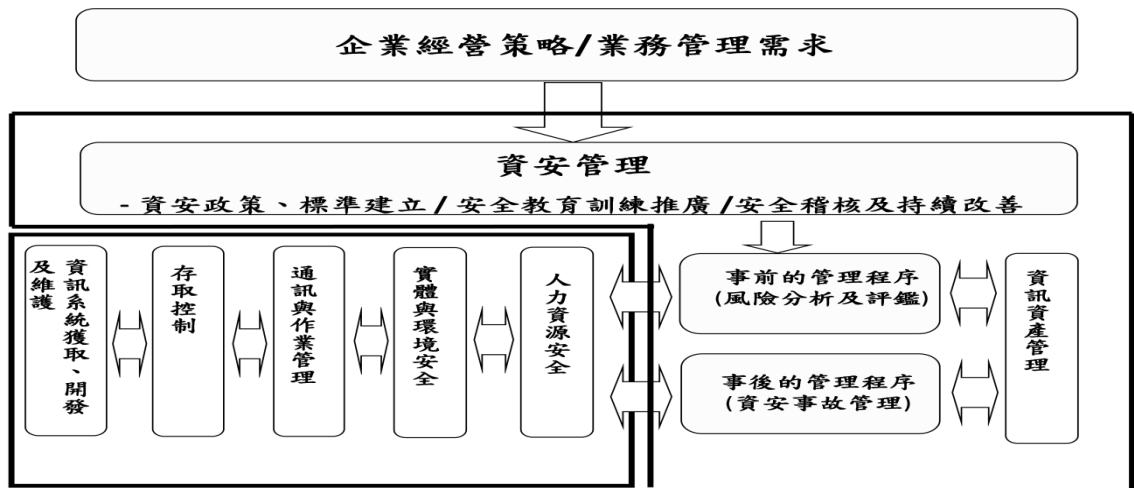 企業經營策略/業務管理需求
資安管理
- 資安政策、標準建立 / 安全教育訓練推廣 /安全稽核及持續改善
資訊系統獲取、開發
及維護
存取控制
通訊與作業管理
實體與環境安全
人力資源安全
事前的管理程序
(風險分析及評鑑)
事後的管理程序
(資安事故管理)
資訊資產管理